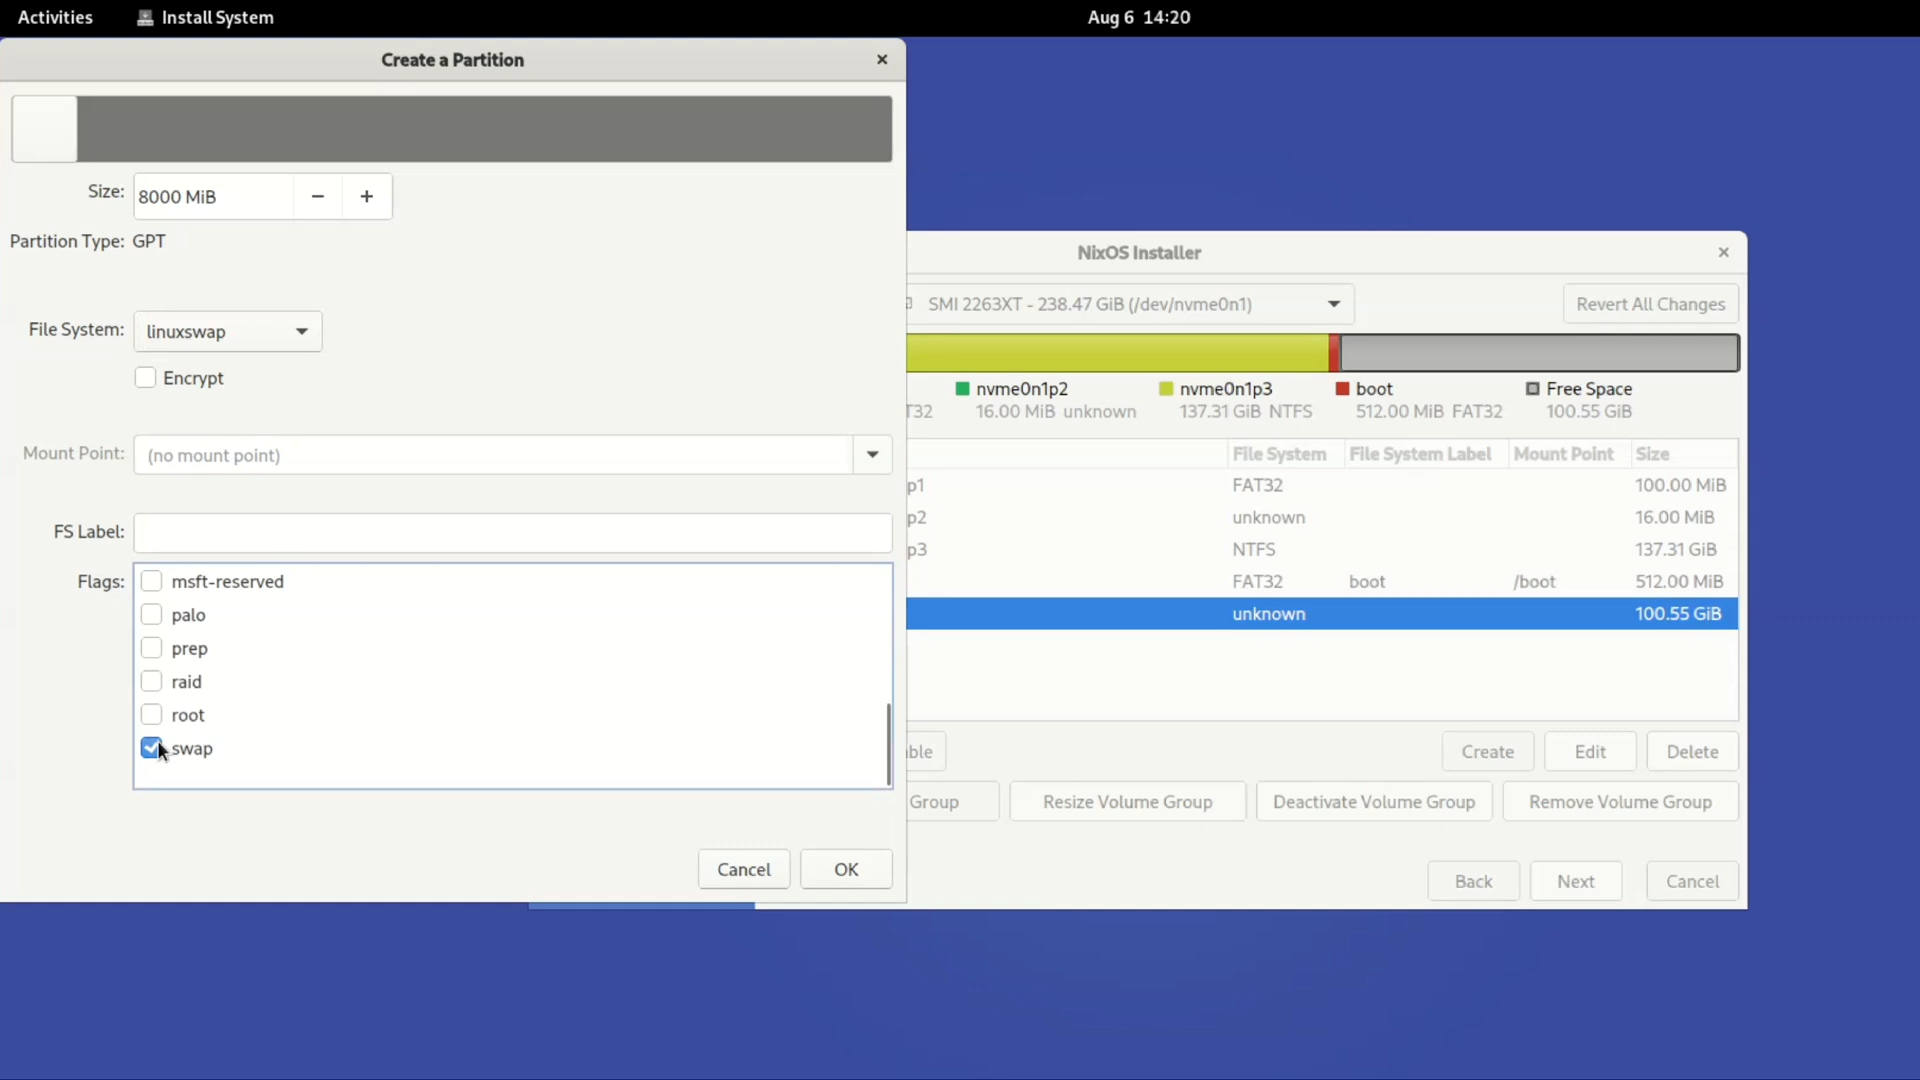 Activities
Install System
Aug 6 14:20
Create a Partition
Size:
8000 MiB
Partition Type: GPT
File System:
linuxswap
Encrypt
Mount Point:
(no mount point)
FS Label:
Flags:
msft-reserved
palo
prep
raid
root
swap
Cancel
OK
NixOS Installer
SMI 2263XT - 238.47 GiB (/dev/nvme0n1)
Revert All Changes
nvme0n1p2
nvme0n1p3
boot
Free Space
T32
16.00 MiB unknown
137.31 GiB NTFS
512.00 MiB FAT32
100.55 GiB
File System
File System Label
Mount Point
Size
p1
FAT32
100.00 MiB
p2
unknown
16.00 MiB
p3
NTFS
137.31 GiB
FAT32
boot
/boot
512.00 MiB
unknown
100.55 GiB
ble
Create
Edit
Delete
Group
Resize Volume Group
Deactivate Volume Group
Remove Volume Group
Back
Next
Cancel